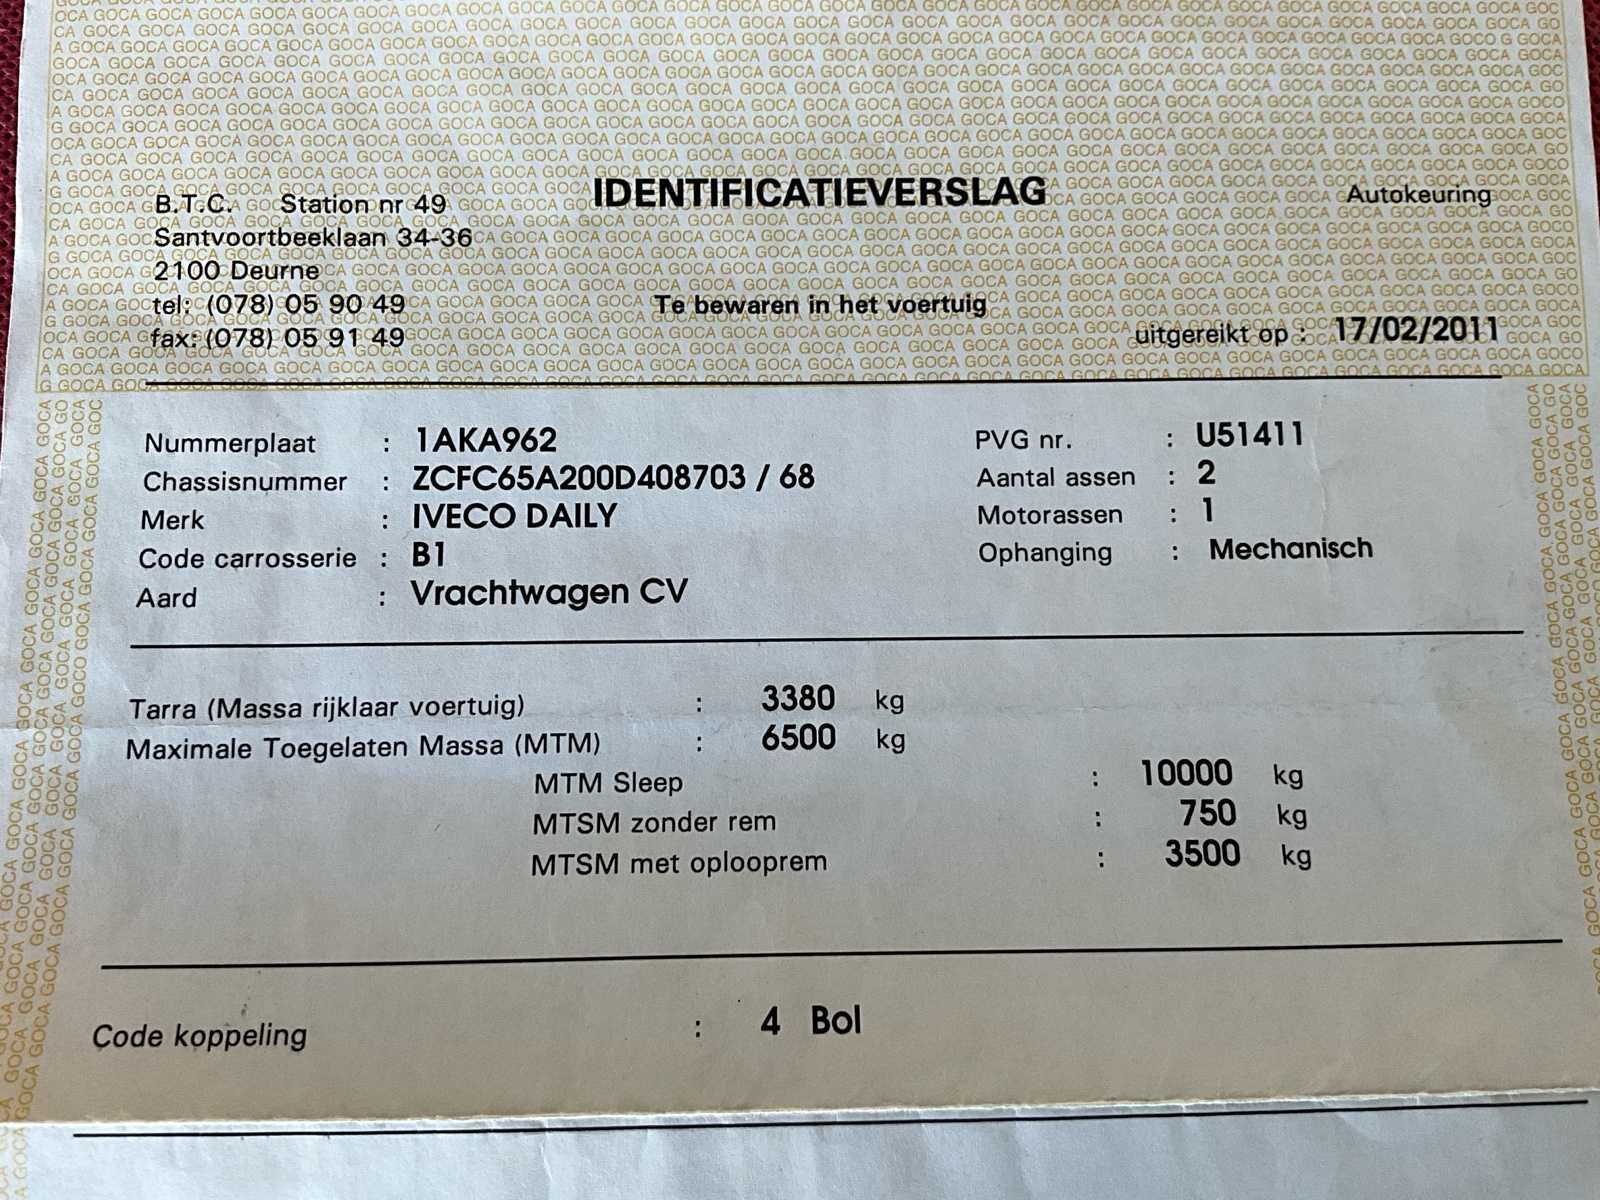 B.T.C. Station nr 49
Santvoortbeeklaan 34-36
2100 Deurne
tel: (078) 05 90 49
fax: (078) 05 91 49
IDENTIFICATIEVERSLAG
Te bewaren in het voertuig
Autokeuring
uitgereikt op : 17/02/2011
Nummerplaat : 1AKA962
Chassisnummer : ZCFC65A200D408703 / 68
Merk : IVECO DAILY
Code carrosserie : B1
Aard : Vrachtwagen CV
PVG nr. : U51411
Aantal assen : 2
Motorassen : 1
Ophanging : Mechanisch
Tarra (Massa rijklaar voertuig) : 3380 kg
Maximale Toegelaten Massa (MTM) : 6500 kg
MTM Sleep : 10000 kg
MTSM zonder rem : 750 kg
MTSM met oplooprem : 3500 kg
Code koppeling : 4 Bol